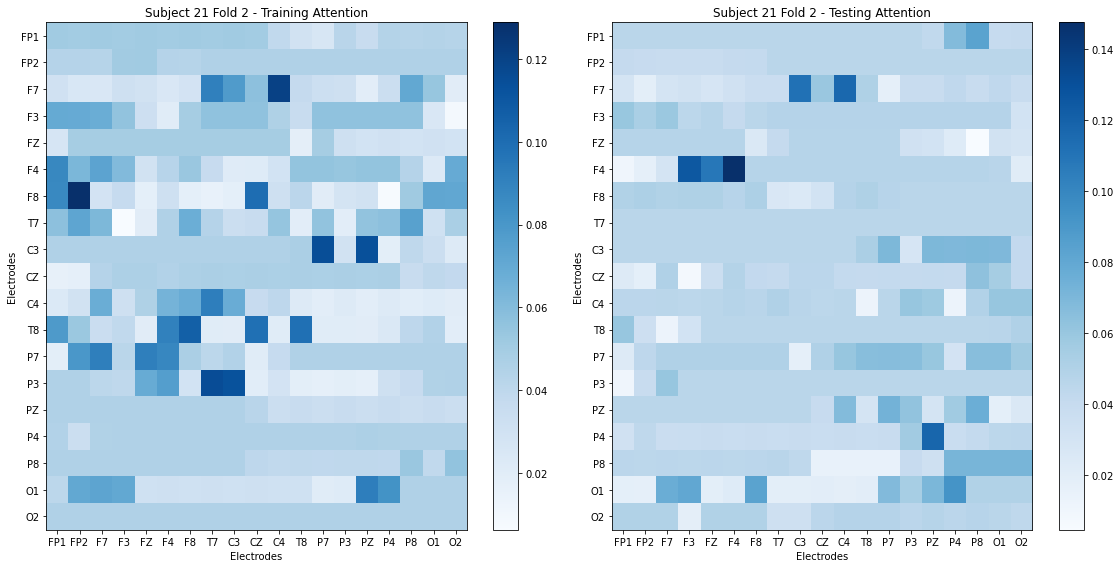 Subject 21 Fold 2 - Training Attention
FP1
FP2
F7
F3
FZ
F4
F8
T7
C3
CZ
C4
T8
P7
P3
PZ
P4
P8
O1
O2
Electrodes
FP1 FP2 F7 F3 FZ F4 F8 T7 C3 CZ C4 T8 P7 P3 PZ P4 P8 O1 O2
Electrodes
0.12
0.10
0.08
0.06
0.04
0.02
Subject 21 Fold 2 - Testing Attention
FP1
FP2
F7
F3
FZ
F4
F8
T7
C3
CZ
C4
T8
P7
P3
PZ
P4
P8
O1
O2
Electrodes
FP1 FP2 F7 F3 FZ F4 F8 T7 C3 CZ C4 T8 P7 P3 PZ P4 P8 O1 O2
Electrodes
0.14
0.12
0.10
0.08
0.06
0.04
0.02